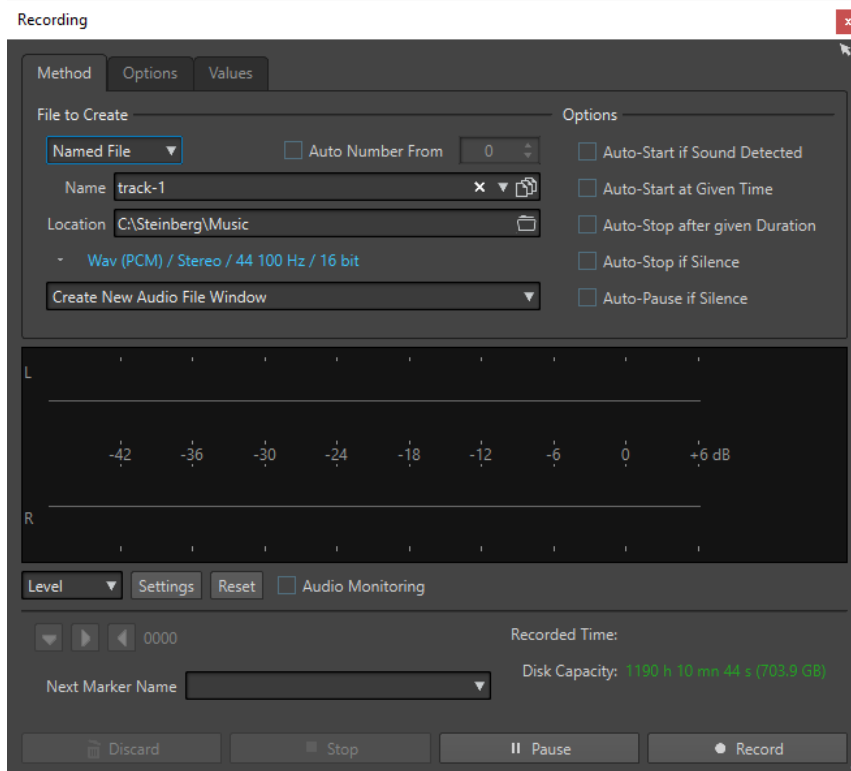 Recording
x
Method Options Values
File to Create Options
Named File Auto Number From 0 Auto-Start if Sound Detected
Name track-1 Auto-Start at Given Time
Location C:\Steinberg\Music Auto-Stop after given Duration
Wav (PCM) / Stereo / 44 100 Hz / 16 bit Auto-Stop if Silence
Create New Audio File Window Auto-Pause if Silence
L
-42 -36 -30 -24 -18 -12 -6 0 +6 dB
R
Level Settings Reset Audio Monitoring
0000 Recorded Time:
Disk Capacity: 1190 h 10 mn 44 s (703.9 GB)
Next Marker Name
Discard Stop Pause Record